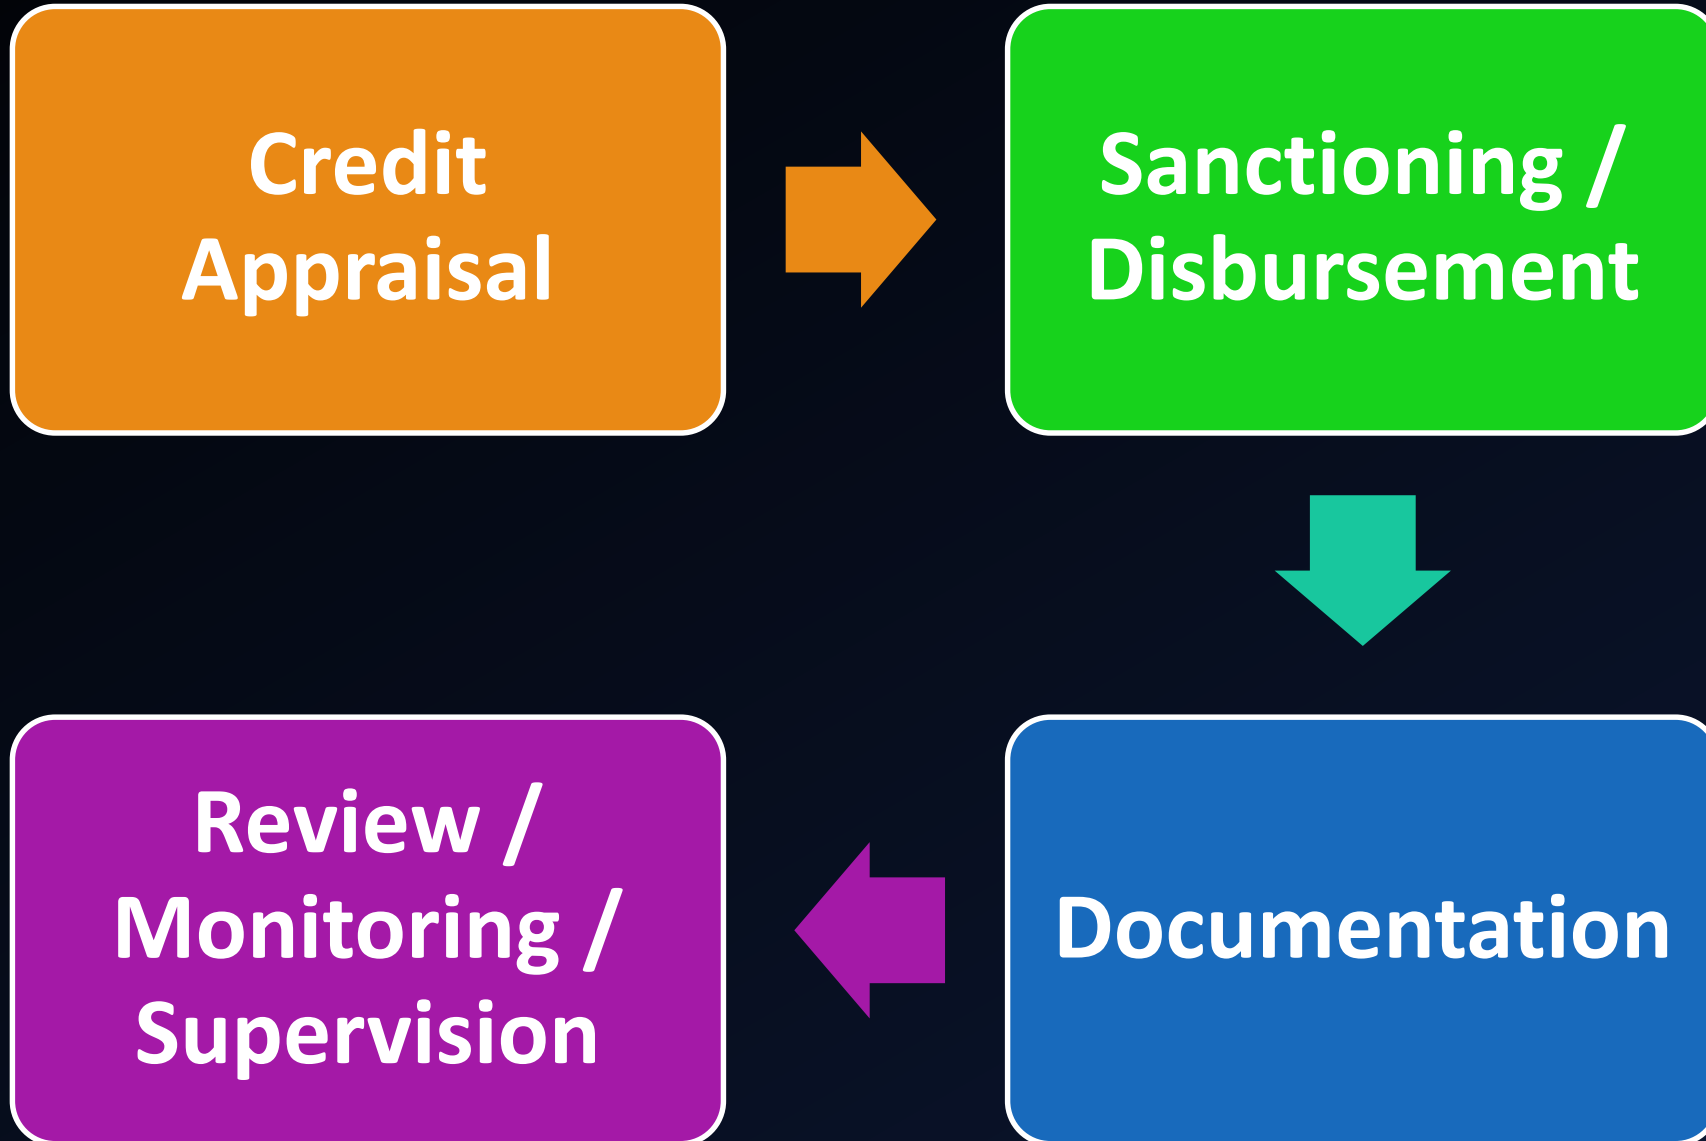 Credit
Appraisal
Sanctioning /
Disbursement
Documentation
Review /
Monitoring /
Supervision